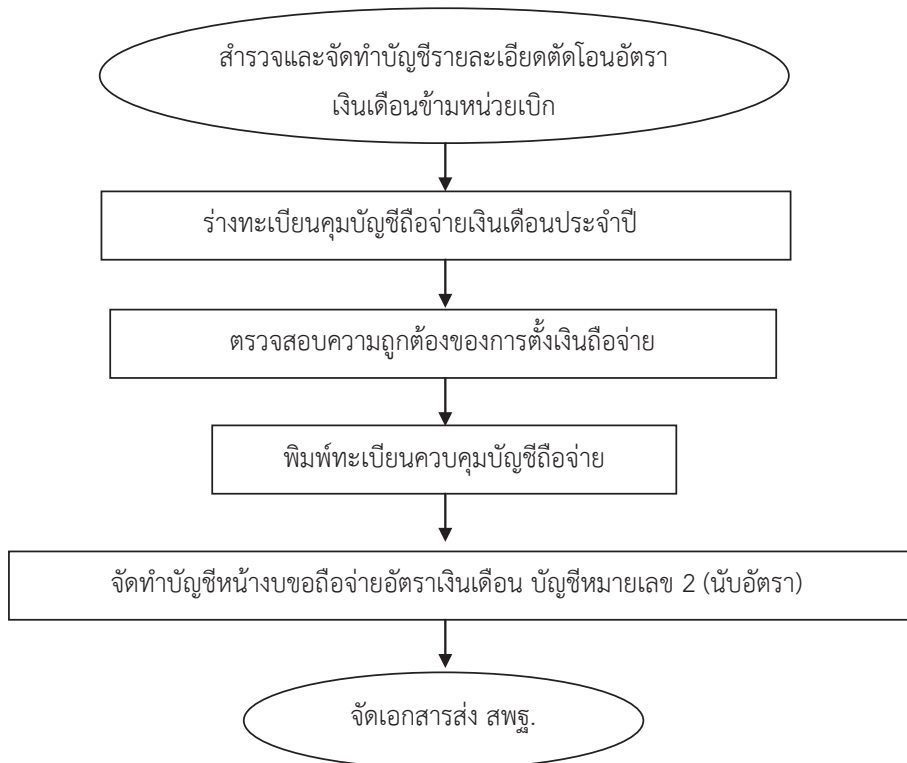 สำรวจและจัดทำบัญชีรายละเอียดตัดโอนอัตรา
เงินเดือนข้ามหน่วยเบิก
ร่างทะเบียนคุมบัญชีถือจ่ายเงินเดือนประจำปี
ตรวจสอบความถูกต้องของการตั้งเงินถือจ่าย
พิมพ์ทะเบียนควบคุมบัญชีถือจ่าย
จัดทำบัญชีหน้างบขอถือจ่ายอัตราเงินเดือน บัญชีหมายเลข 2 (นับอัตรา)
จัดเอกสารส่ง สพฐ.